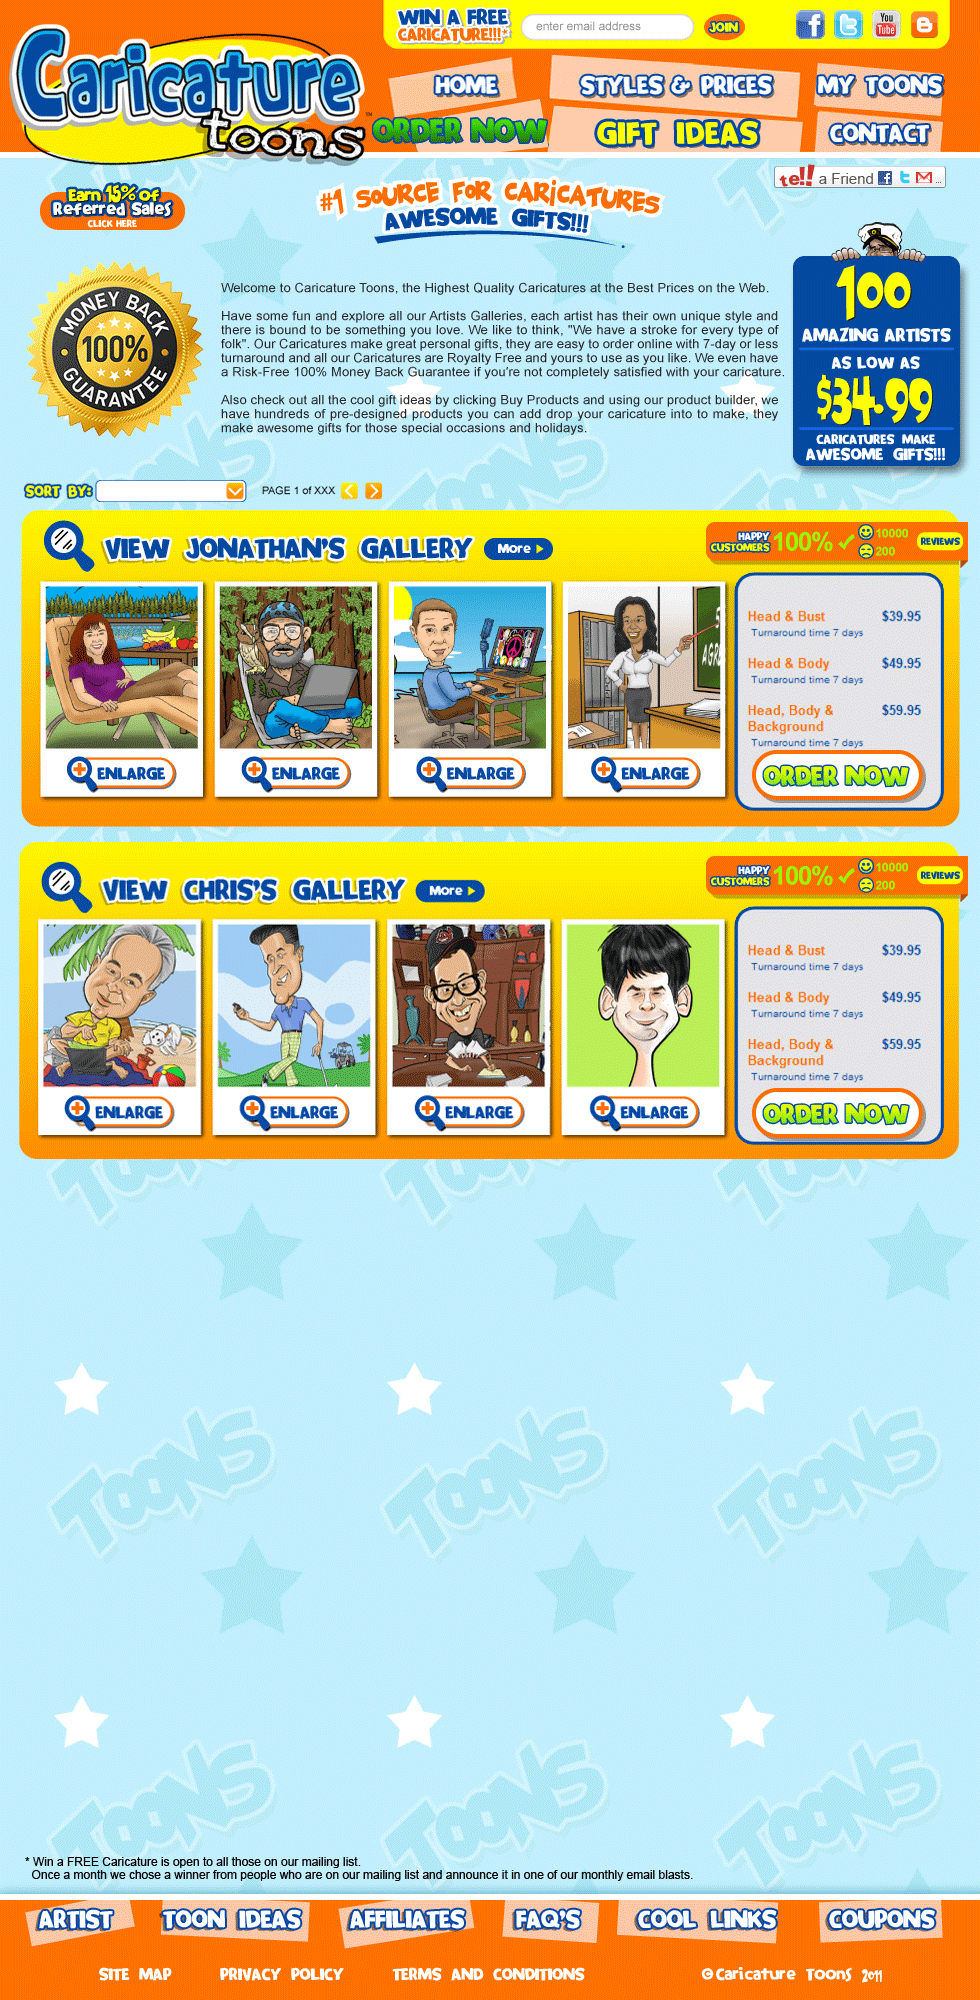 WIN A FREE
CARICATURE!!!*
enter email address
JOIN
You
Tube
Caricature
toons
™
HOME
STYLES & PRICES
MY TOONS
ORDER NOW
GIFT IDEAS
CONTACT
tell! a Friend ...
Earn 15% Of
Referred Sales
CLICK HERE
#1 SOURCE FOR CARICATURES
AWESOME GIFTS!!!
MONEY BACK
100%
GUARANTEE
Welcome to Caricature Toons, the Highest Quality Caricatures at the Best Prices on the Web.
Have some fun and explore all our Artists Galleries, each artist has their own unique style and
there is bound to be something you love. We like to think, "We have a stroke for every type of
folk". Our Caricatures make great personal gifts, they are easy to order online with 7-day or less
turnaround and all our Caricatures are Royalty Free and yours to use as you like. We even have
a Risk-Free 100% Money Back Guarantee if you're not completely satisfied with your caricature.
Also check out all the cool gift ideas by clicking Buy Products and using our product builder, we
have hundreds of pre-designed products you can add drop your caricature into to make, they
make awesome gifts for those special occasions and holidays.
100
AMAZING ARTISTS
AS LOW AS
$34.99
CARICATURES MAKE
AWESOME GIFTS!!!
SORT BY:
PAGE 1 of XXX
VIEW JONATHAN'S GALLERY
More
HAPPY
CUSTOMERS
100%
10000
200
REVIEWS
ENLARGE
ENLARGE
ENLARGE
ENLARGE
Head & Bust $39.95
Turnaround time 7 days
Head & Body $49.95
Turnaround time 7 days
Head, Body & $59.95
Background
Turnaround time 7 days
ORDER NOW
VIEW CHRIS'S GALLERY
More
HAPPY
CUSTOMERS
100%
10000
200
REVIEWS
ENLARGE
ENLARGE
ENLARGE
ENLARGE
Head & Bust $39.95
Turnaround time 7 days
Head & Body $49.95
Turnaround time 7 days
Head, Body & $59.95
Background
Turnaround time 7 days
ORDER NOW
TOONS TOONS TOONS
TOONS TOONS TOONS
* Win a FREE Caricature is open to all those on our mailing list.
Once a month we chose a winner from people who are on our mailing list and announce it in one of our monthly email blasts.
ARTIST
TOON IDEAS
AFFILIATES
FAQ'S
COOL LINKS
COUPONS
SITE MAP
PRIVACY POLICY
TERMS AND CONDITIONS
©Caricature Toons 2011